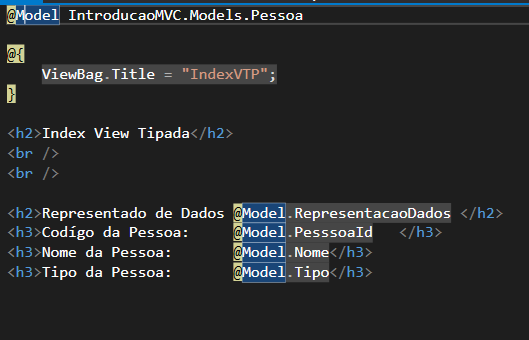 @Model IntroducaoMVC.Models.Pessoa
@{
ViewBag.Title = "IndexVTP";
}
<h2>Index View Tipada</h2>
<br />
<br />
<h2>Representado de Dados @Model.RepresentacaoDados </h2>
<h3>Codígo da Pessoa: @Model.PesssoaId </h3>
<h3>Nome da Pessoa: @Model.Nome</h3>
<h3>Tipo da Pessoa: @Model.Tipo</h3>